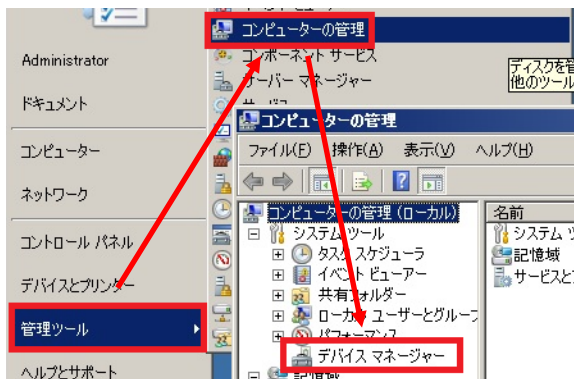 Administrator
ドキュメント
コンピューター
ネットワーク
コントロール パネル
デバイスとプリンター
管理ツール
ヘルプとサポート
コンピューターの管理
コンポーネント サービス
サーバー マネージャー
ディスクを管
他のツール
コンピューターの管理
ファイル(F) 操作(A) 表示(V) ヘルプ(H)
コンピューターの管理 (ローカル)
システム ツール
タスク スケジューラ
イベント ビューアー
共有フォルダー
ローカル ユーザーとグループ
パフォーマンス
デバイス マネージャー
記憶域
名前
システム ツ
記憶域
サービスと